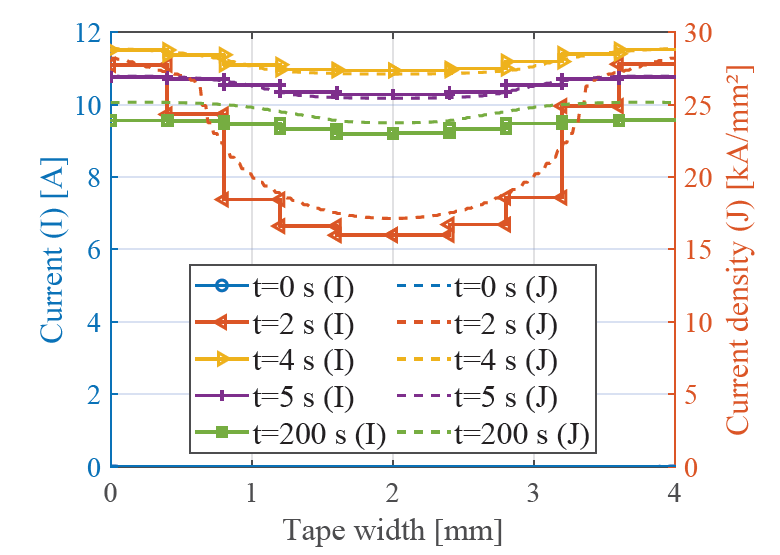 12
10
8
6
4
2
0
Current (I) [A]
30
25
20
15
10
5
0
Current density (J) [kA/mm²]
t=0 s (I) t=0 s (J)
t=2 s (I) t=2 s (J)
t=4 s (I) t=4 s (J)
t=5 s (I) t=5 s (J)
t=200 s (I) t=200 s (J)
0 1 2 3 4
Tape width [mm]